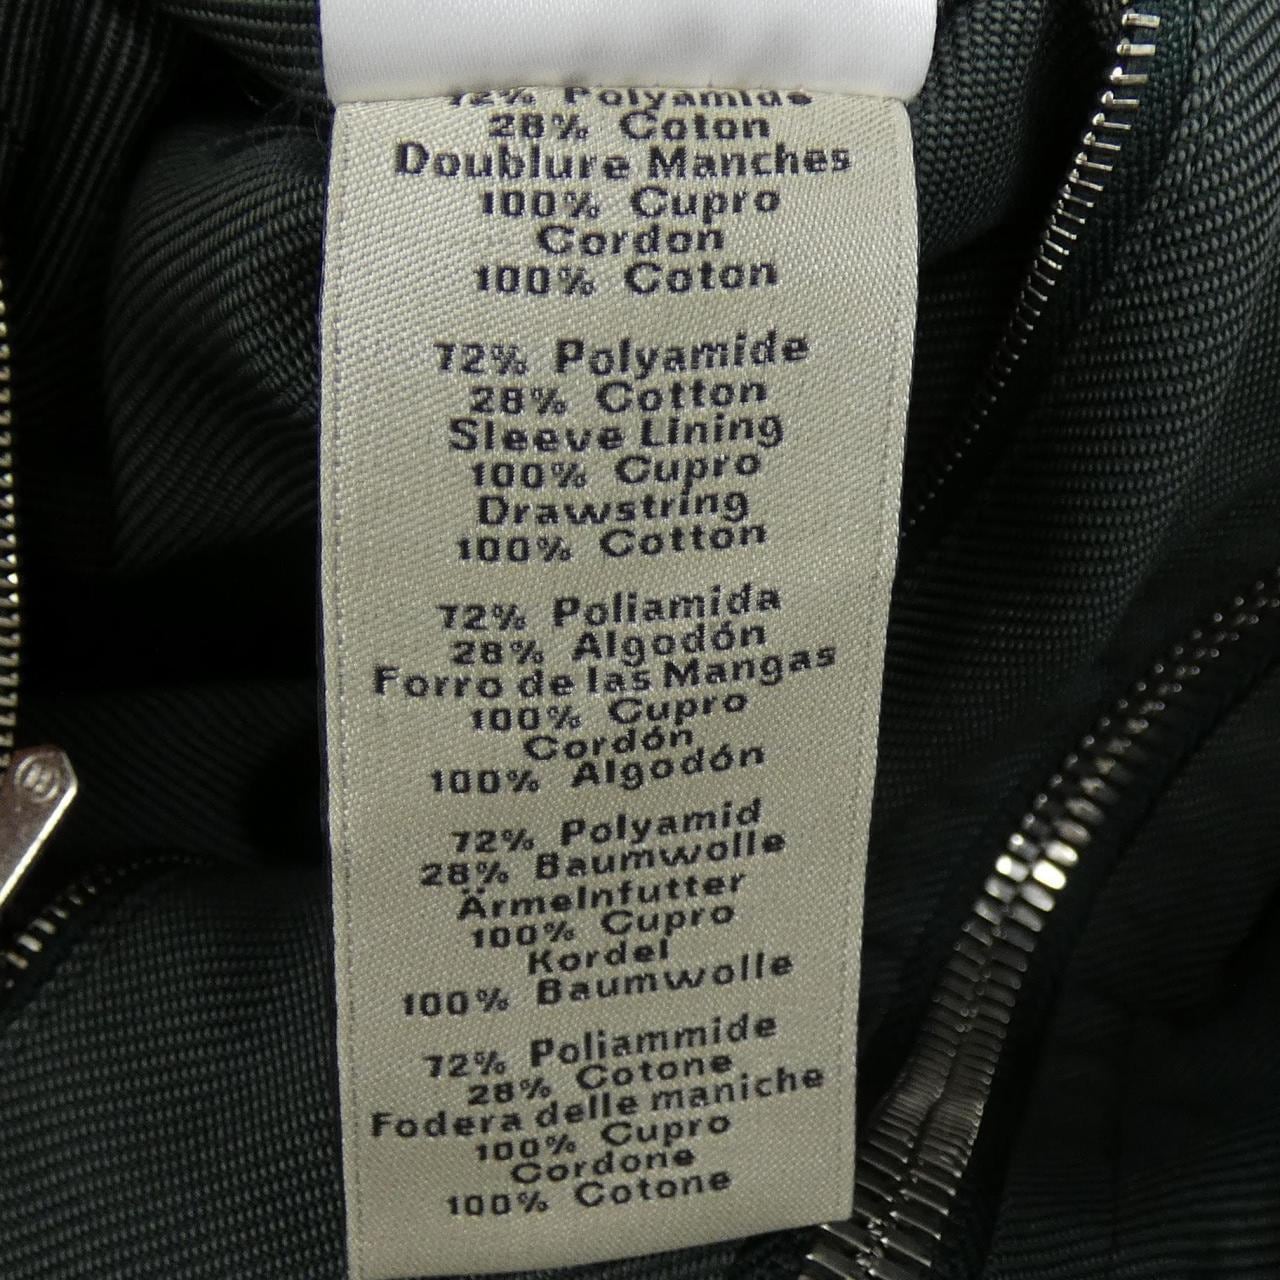 72% Polyamide
28% Coton
Doublure Manches
100% Cupro
Cordon
100% Coton
72% Polyamide
28% Cotton
Sleeve Lining
100% Cupro
Drawstring
100% Cotton
72% Poliamida
28% Algodón
Forro de las Mangas
100% Cupro
Cordón
100% Algodón
72% Polyamid
28% Baumwolle
Ärmelnfutter
100% Cupro
Kordel
100% Baumwolle
72% Poliammide
28% Cotone
Fodera delle maniche
100% Cupro
Cordone
100% Cotone